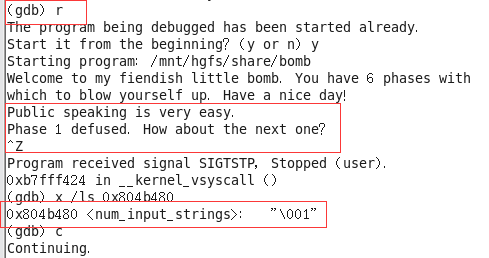 (gdb) r
The program being debugged has been started already.
Start it from the beginning? (y or n) y
Starting program: /mnt/hgfs/share/bomb
Welcome to my fiendish little bomb. You have 6 phases with
which to blow yourself up. Have a nice day!
Public speaking is very easy.
Phase 1 defused. How about the next one?
^Z
Program received signal SIGTSTP, Stopped (user).
0xb7fff424 in __kernel_vsyscall ()
(gdb) x /ls 0x804b480
0x804b480 <num_input_strings>: "\001"
(gdb) c
Continuing.